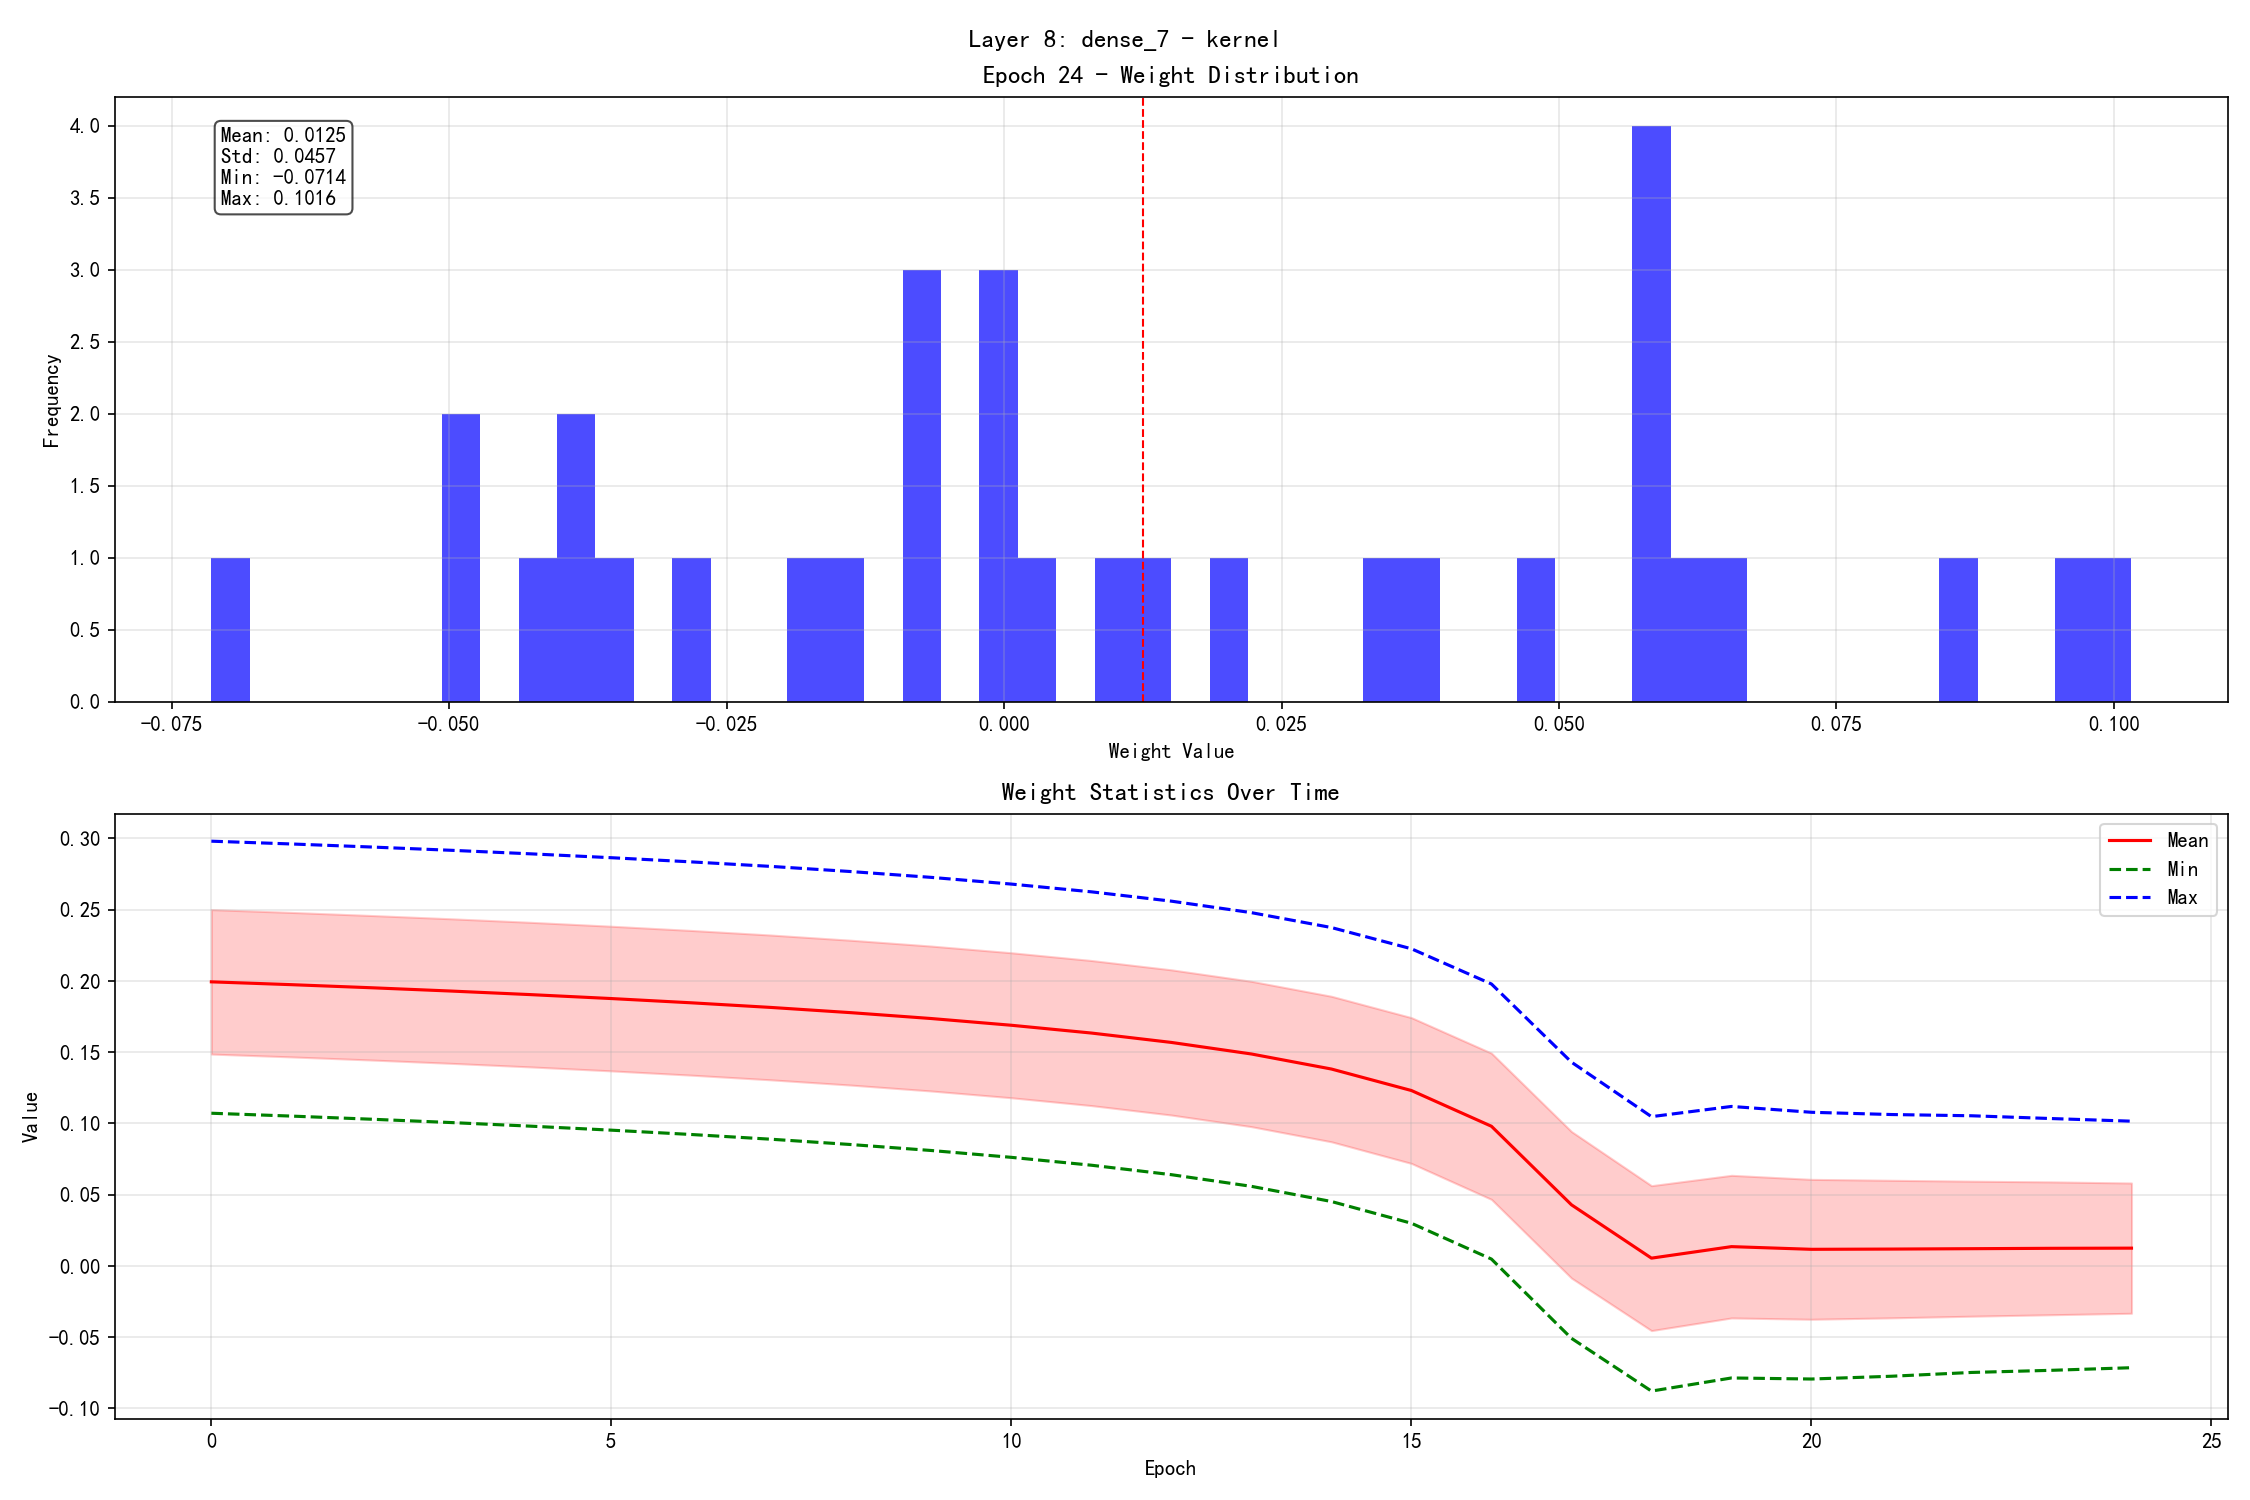 Layer 8: dense_7 - kernel
Epoch 24 - Weight Distribution
Mean: 0.0125
Std: 0.0457
Min: -0.0714
Max: 0.1016
4.0
3.5
3.0
2.5
2.0
1.5
1.0
0.5
0.0
Frequency
-0.075 -0.050 -0.025 0.000 0.025 0.050 0.075 0.100
Weight Value
Weight Statistics Over Time
Mean
Min
Max
0.30
0.25
0.20
0.15
0.10
0.05
0.00
-0.05
-0.10
Value
0 5 10 15 20 25
Epoch